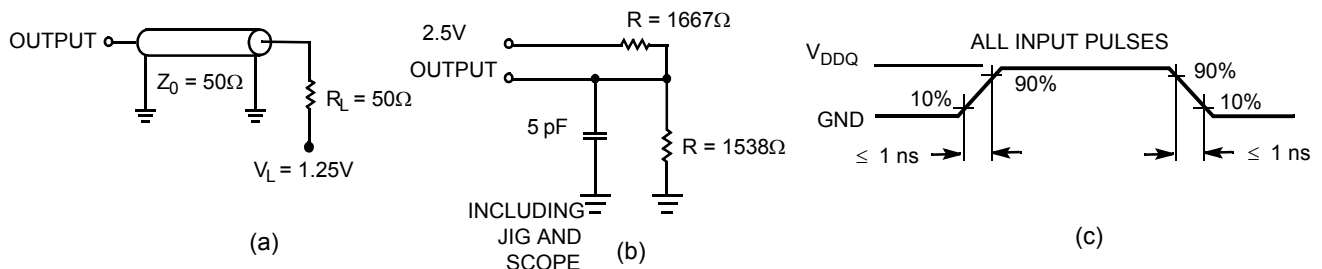 OUTPUT
Z0 = 50Ω
RL = 50Ω
VL = 1.25V
(a)
R = 1667Ω
2.5V
OUTPUT
5 pF
R = 1538Ω
INCLUDING
JIG AND
SCOPE
(b)
ALL INPUT PULSES
VDDQ
90%
90%
10%
10%
GND
≤ 1 ns
≤ 1 ns
(c)